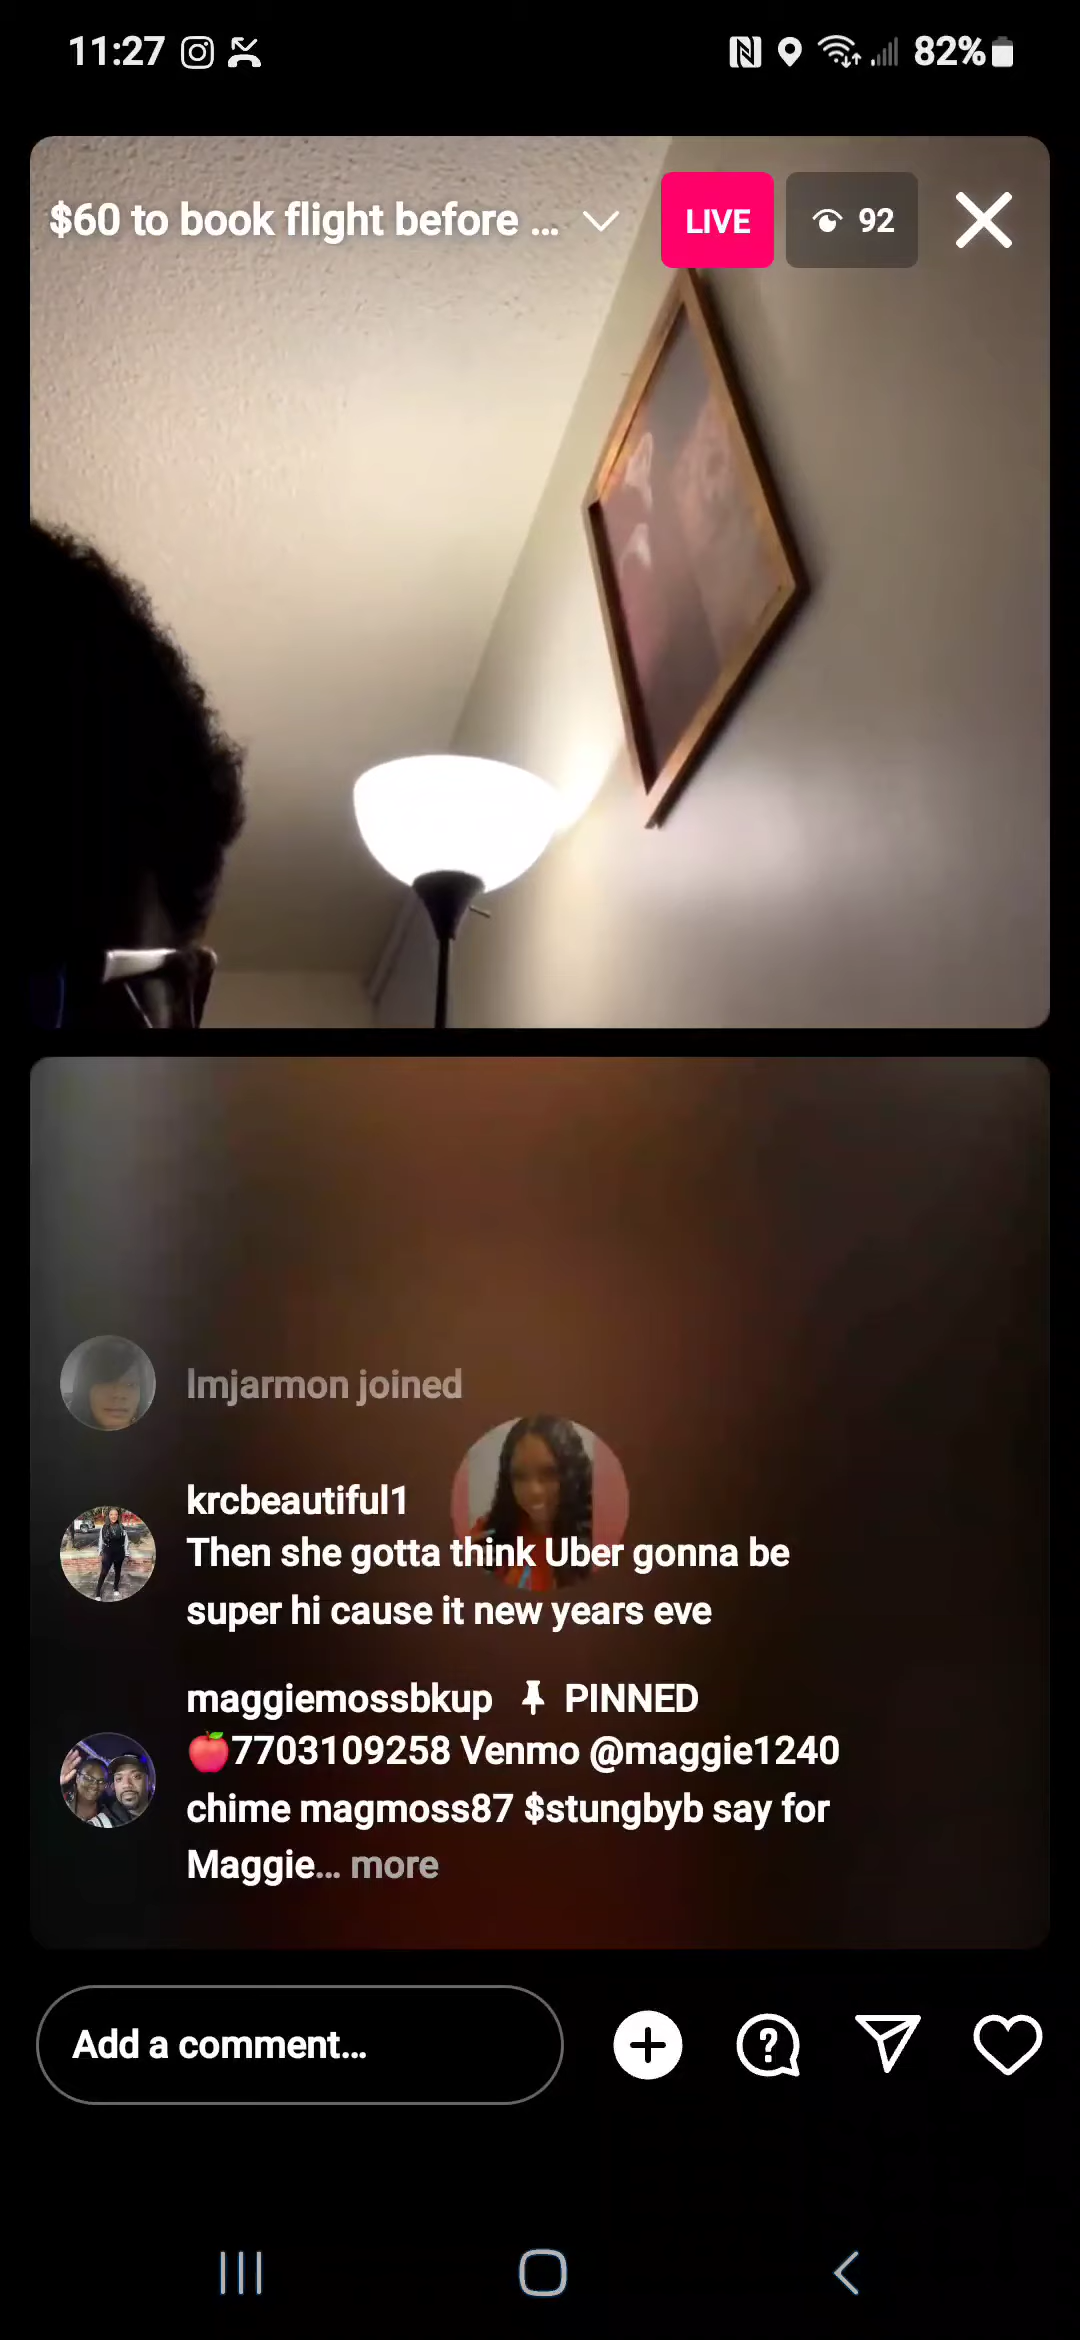 11:27 82%
$60 to book flight before ... LIVE 92
lmjarmon joined
krcbeautiful1
Then she gotta think Uber gonna be
super hi cause it new years eve
maggiemossbkup PINNED
🍎7703109258 Venmo @maggie1240
chime magmoss87 $stungbyb say for
Maggie... more
Add a comment...